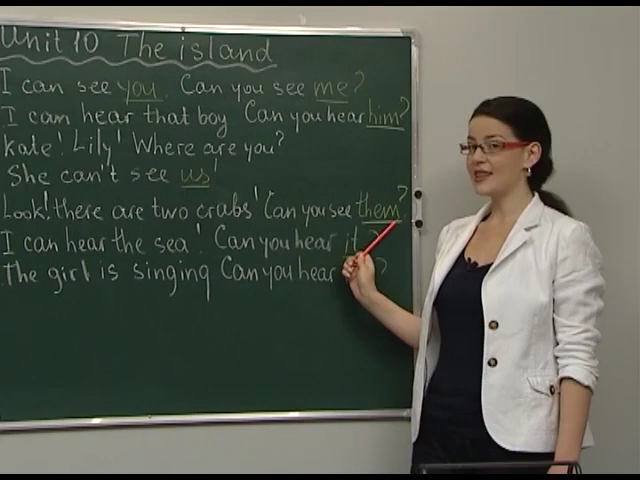 Unit 10 The island
I can see you. Can you see me?
I can hear that boy Can you hear him?
Kate! Lily! Where are you?
She can't see us!
Look! there are two crabs! Can you see them?
I can hear the sea! Can you hear it?
The girl is singing Can you hear ?